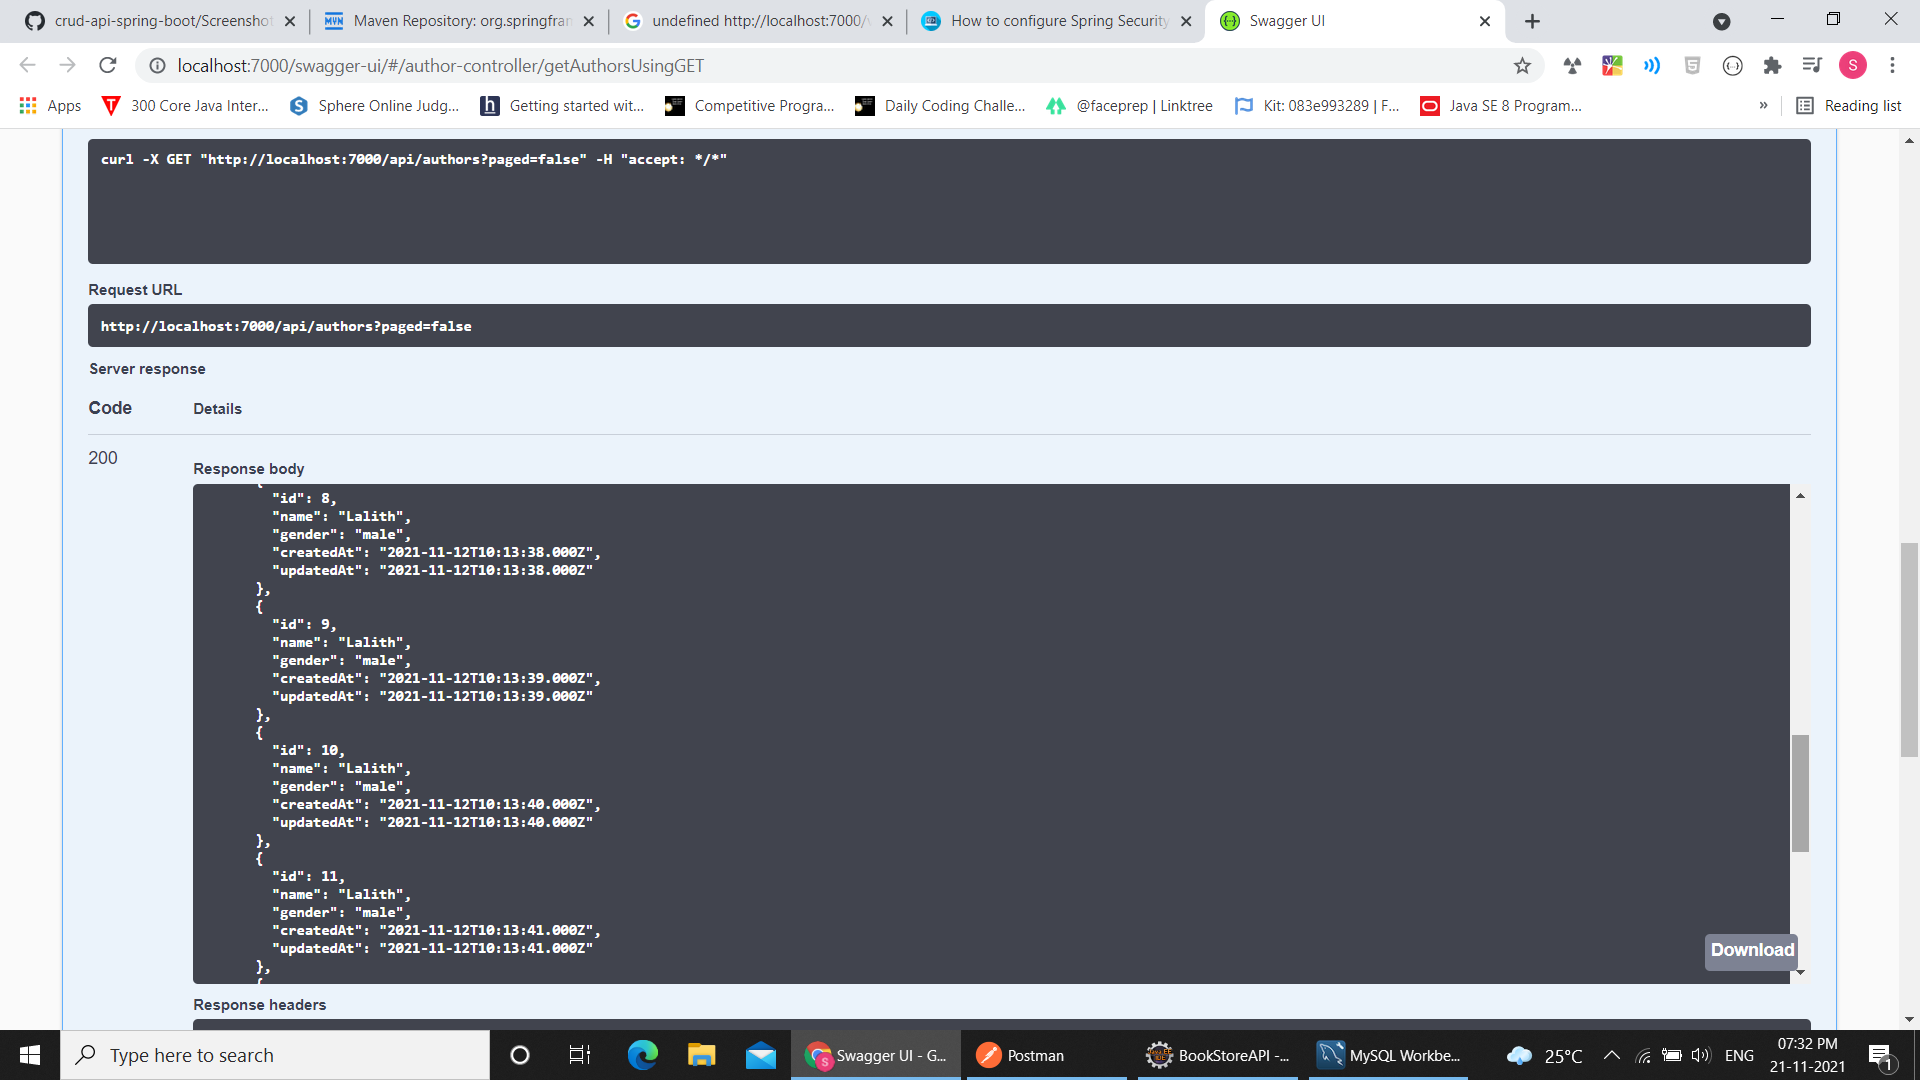 crud-api-spring-boot/Screenshot
Maven Repository: org.springfran
undefined http://localhost:7000/
How to configure Spring Security
Swagger UI
localhost:7000/swagger-ui/#/author-controller/getAuthorsUsingGET
S
Apps
300 Core Java Inter...
Sphere Online Judg...
Getting started wit...
Competitive Progra...
Daily Coding Challe...
@faceprep | Linktree
Kit: 083e993289 | F...
Java SE 8 Program...
»
Reading list
curl -X GET "http://localhost:7000/api/authors?paged=false" -H "accept: */*"
Request URL
http://localhost:7000/api/authors?paged=false
Server response
Code
Details
200
Response body
{
"id": 8,
"name": "Lalith",
"gender": "male",
"createdAt": "2021-11-12T10:13:38.000Z",
"updatedAt": "2021-11-12T10:13:38.000Z"
},
{
"id": 9,
"name": "Lalith",
"gender": "male",
"createdAt": "2021-11-12T10:13:39.000Z",
"updatedAt": "2021-11-12T10:13:39.000Z"
},
{
"id": 10,
"name": "Lalith",
"gender": "male",
"createdAt": "2021-11-12T10:13:40.000Z",
"updatedAt": "2021-11-12T10:13:40.000Z"
},
{
"id": 11,
"name": "Lalith",
"gender": "male",
"createdAt": "2021-11-12T10:13:41.000Z",
"updatedAt": "2021-11-12T10:13:41.000Z"
},
{
Download
Response headers
Type here to search
Swagger UI - G...
Postman
BookStoreAPI -...
MySQL Workbe...
25°C
ENG
07:32 PM
21-11-2021
1